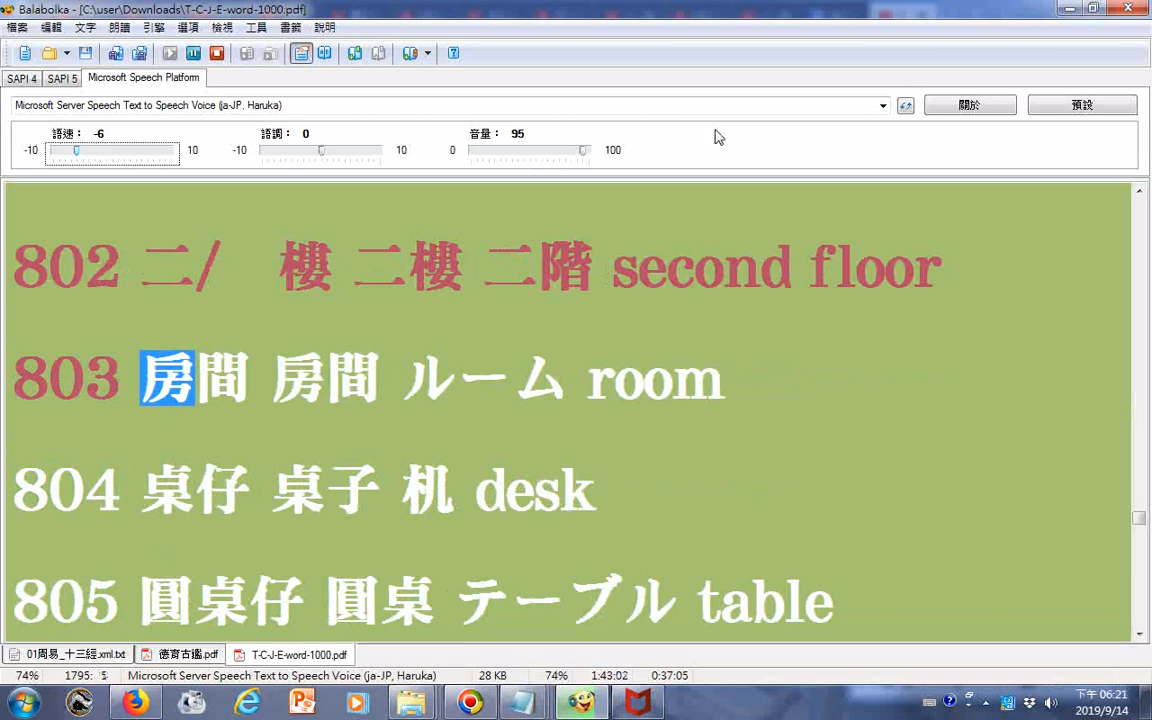 Balabolka - [C:\user\Downloads\T-C-J-E-word-1000.pdf]
檔案 編輯 文字 朗讀 引擎 選項 檢視 工具 書籤 說明
SAPI 4 SAPI 5 Microsoft Speech Platform
Microsoft Server Speech Text to Speech Voice (ja-JP, Haruka) 關於 預設
語速： -6 語調： 0 音量： 95
-10 10 -10 10 0 100
802 二/ 樓 二樓 二階 second floor
803 房間 房間 ルーム room
804 桌仔 桌子 机 desk
805 圓桌仔 圓桌 テーブル table
01周易_十三經.xml.txt 德育古鑑.pdf T-C-J-E-word-1000.pdf
74% 1795: 5 Microsoft Server Speech Text to Speech Voice (ja-JP, Haruka) 28 KB 74% 1:43:02 0:37:05
下午 06:21
2019/9/14